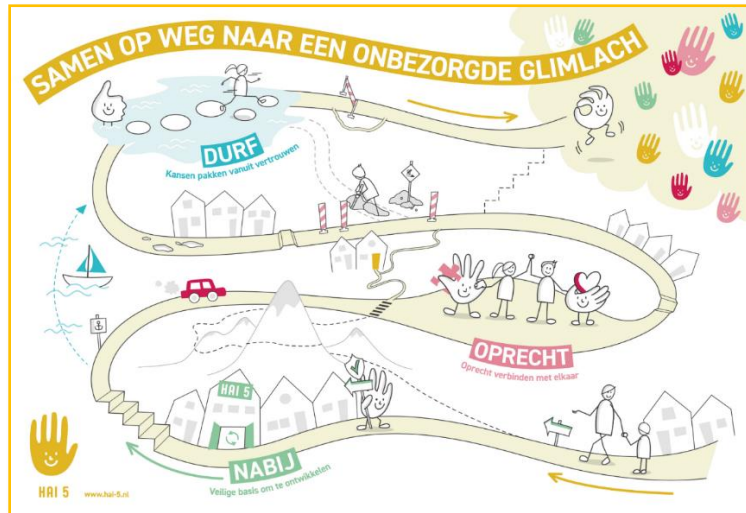 SAMEN OP WEG NAAR EEN ONBEZORGDE GLIMLACH
DURF
Kansen pakken vanuit vertrouwen
OPRECHT
Oprecht verbinden met elkaar
HAI 5
NABIJ
Veilige basis om te ontwikkelen
HAI 5
www.hai-5.nl